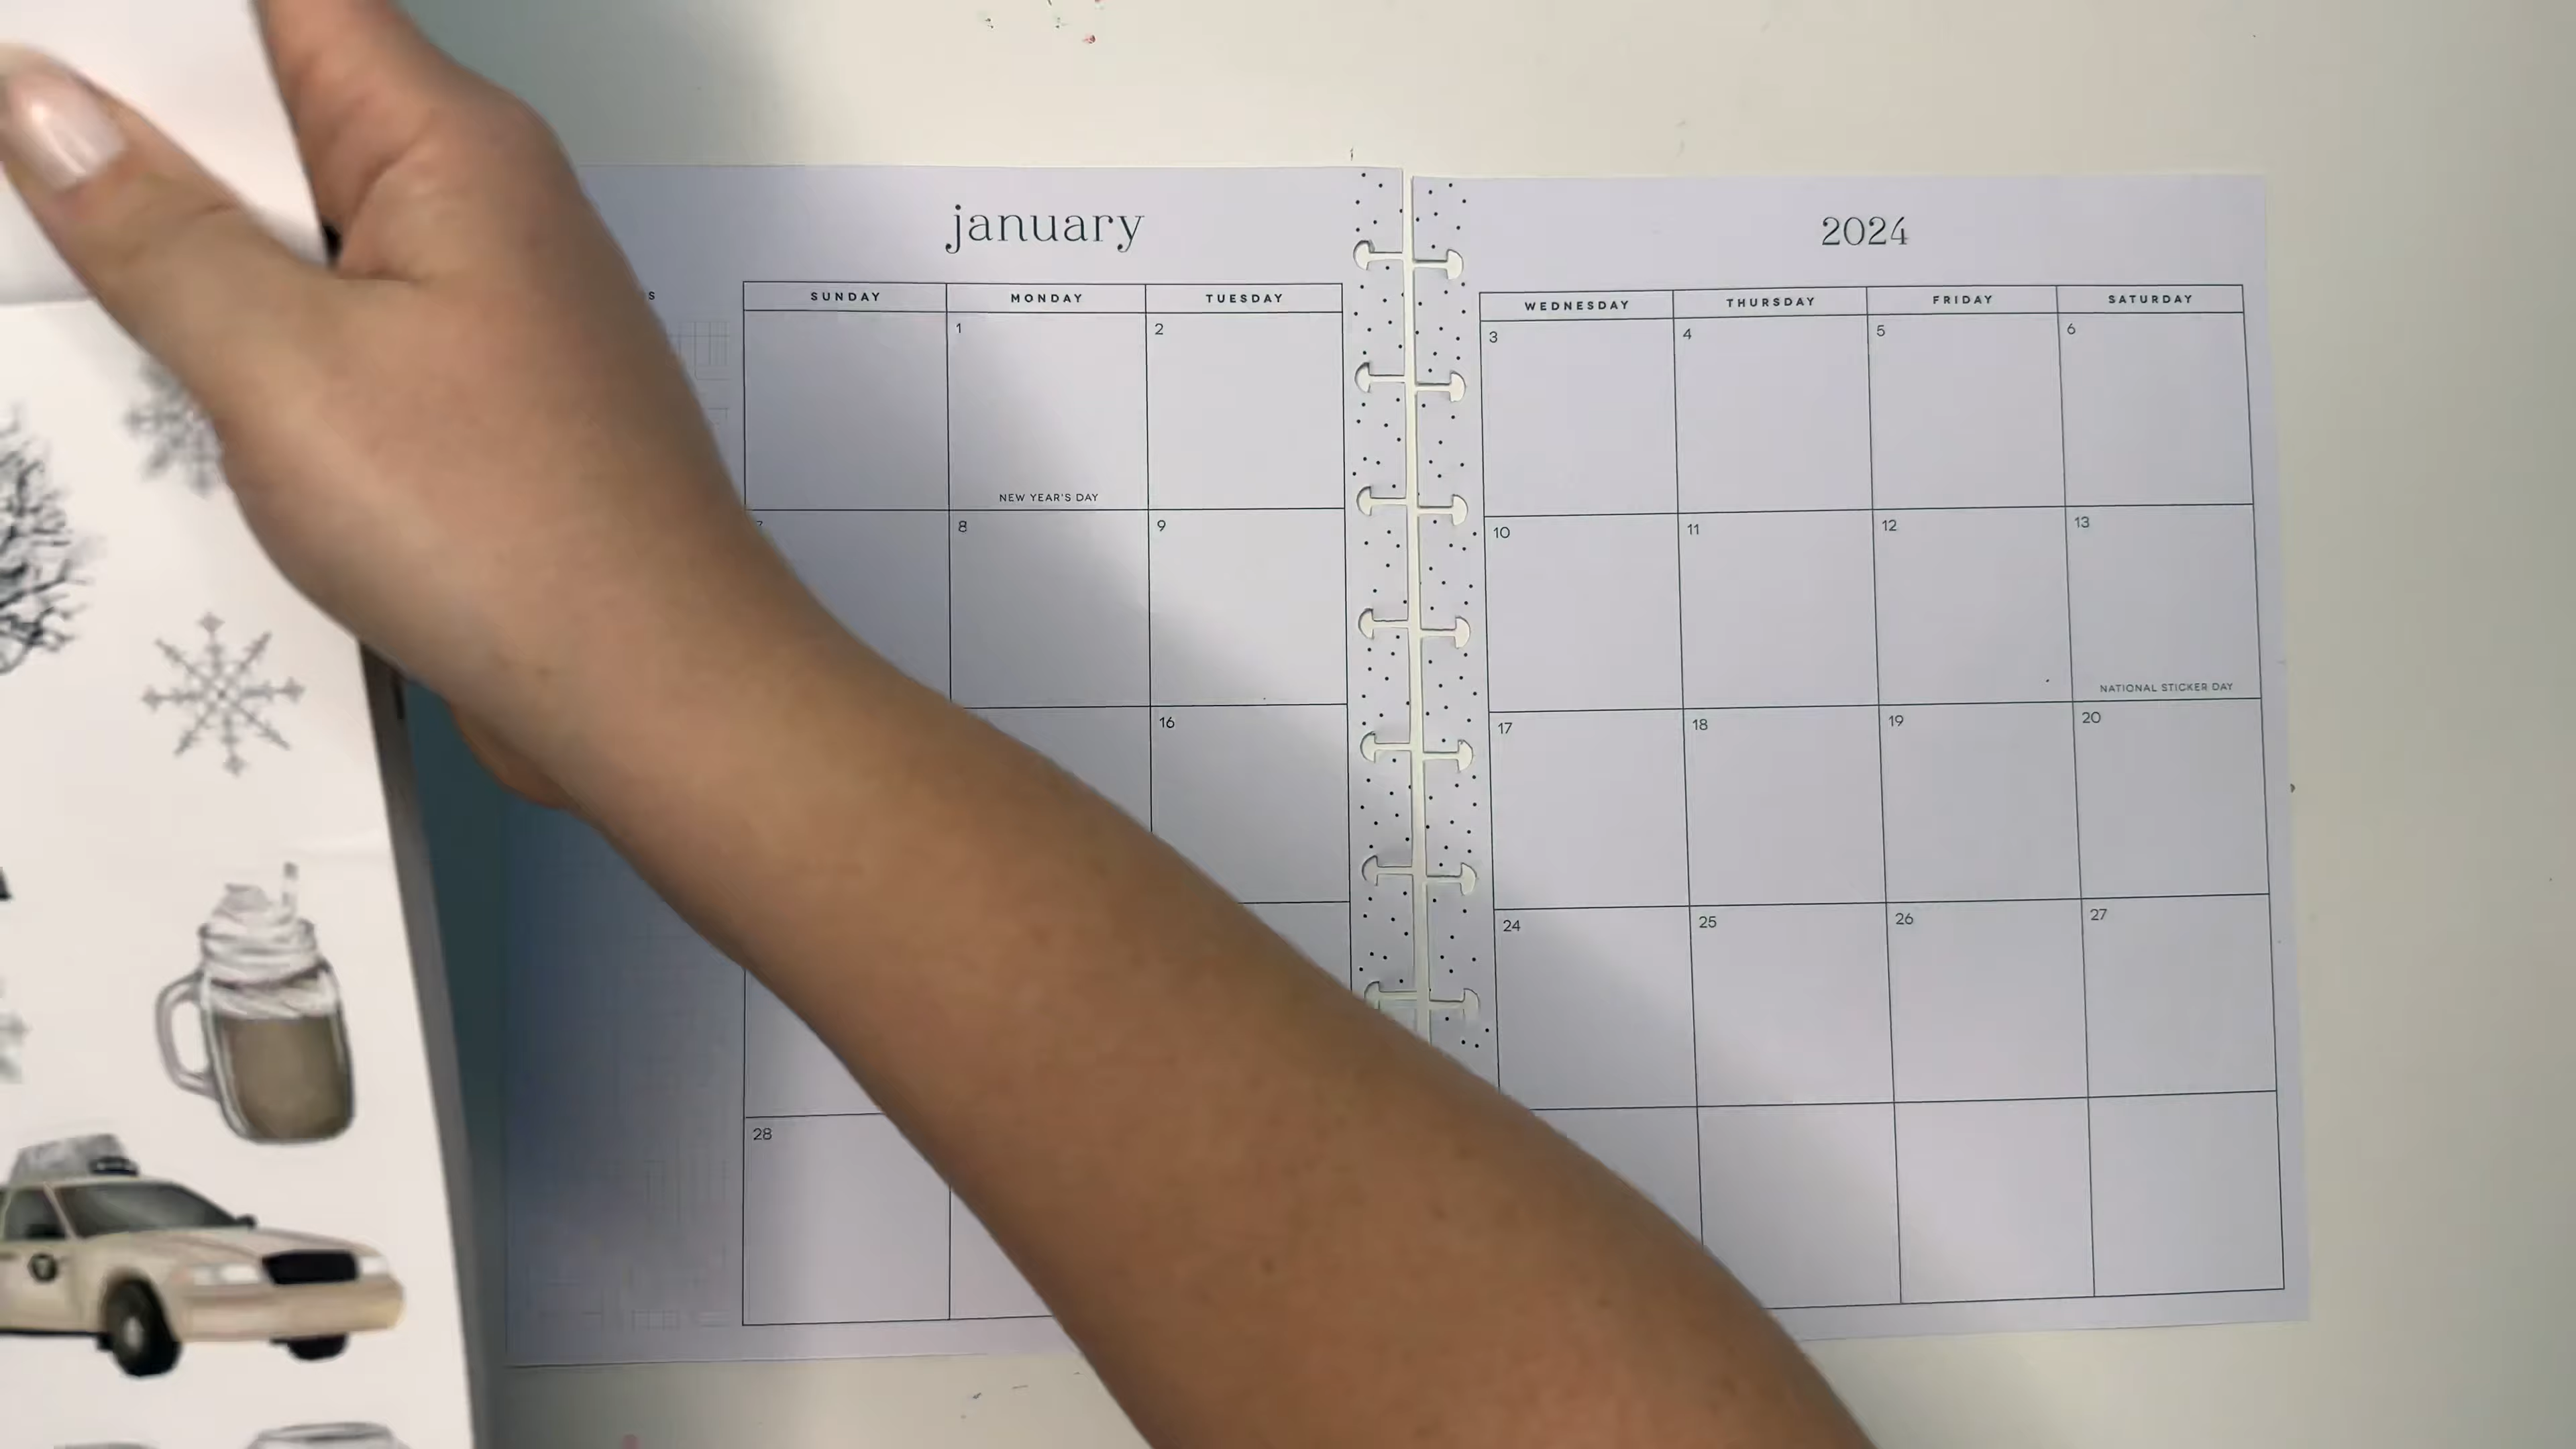 january
2024
S
SUNDAY MONDAY TUESDAY
WEDNESDAY THURSDAY FRIDAY SATURDAY
1 2
3 4 5 6
NEW YEAR'S DAY
7 8 9
10 11 12 13
NATIONAL STICKER DAY
16
17 18 19 20
24 25 26 27
28